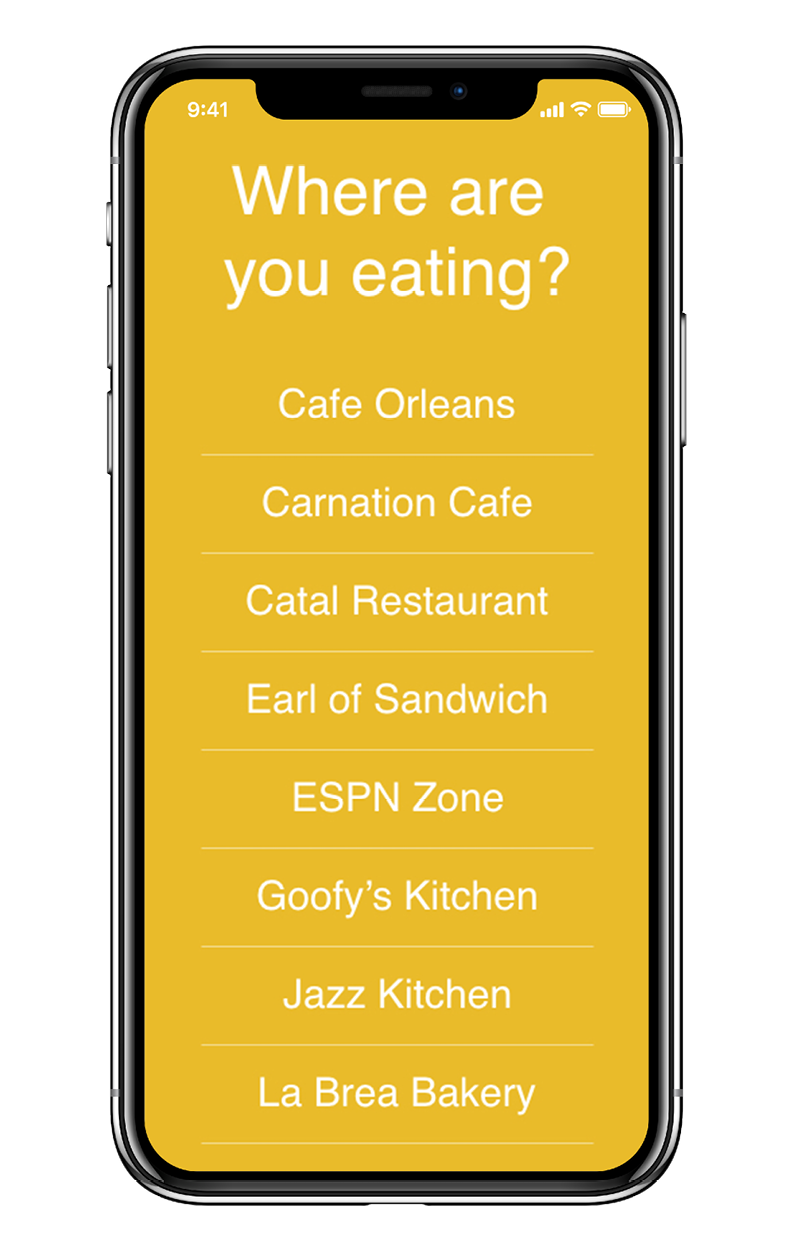 9:41
Where are
you eating?
Cafe Orleans
Carnation Cafe
Catal Restaurant
Earl of Sandwich
ESPN Zone
Goofy’s Kitchen
Jazz Kitchen
La Brea Bakery